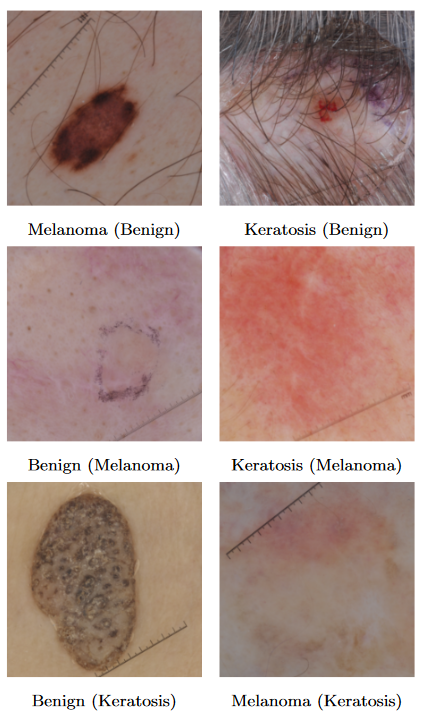 Melanoma (Benign)
Keratosis (Benign)
Benign (Melanoma)
Keratosis (Melanoma)
Benign (Keratosis)
Melanoma (Keratosis)